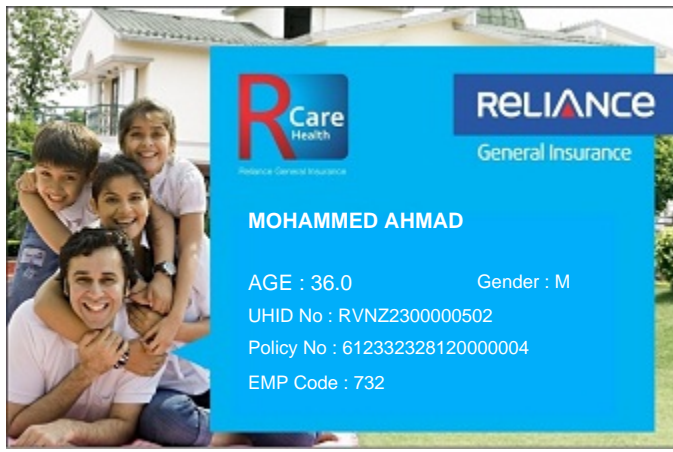 R Care
Health
Reliance General Insurance
RELIANCE
General Insurance
MOHAMMED AHMAD
AGE : 36.0 Gender : M
UHID No : RVNZ2300000502
Policy No : 612332328120000004
EMP Code : 732